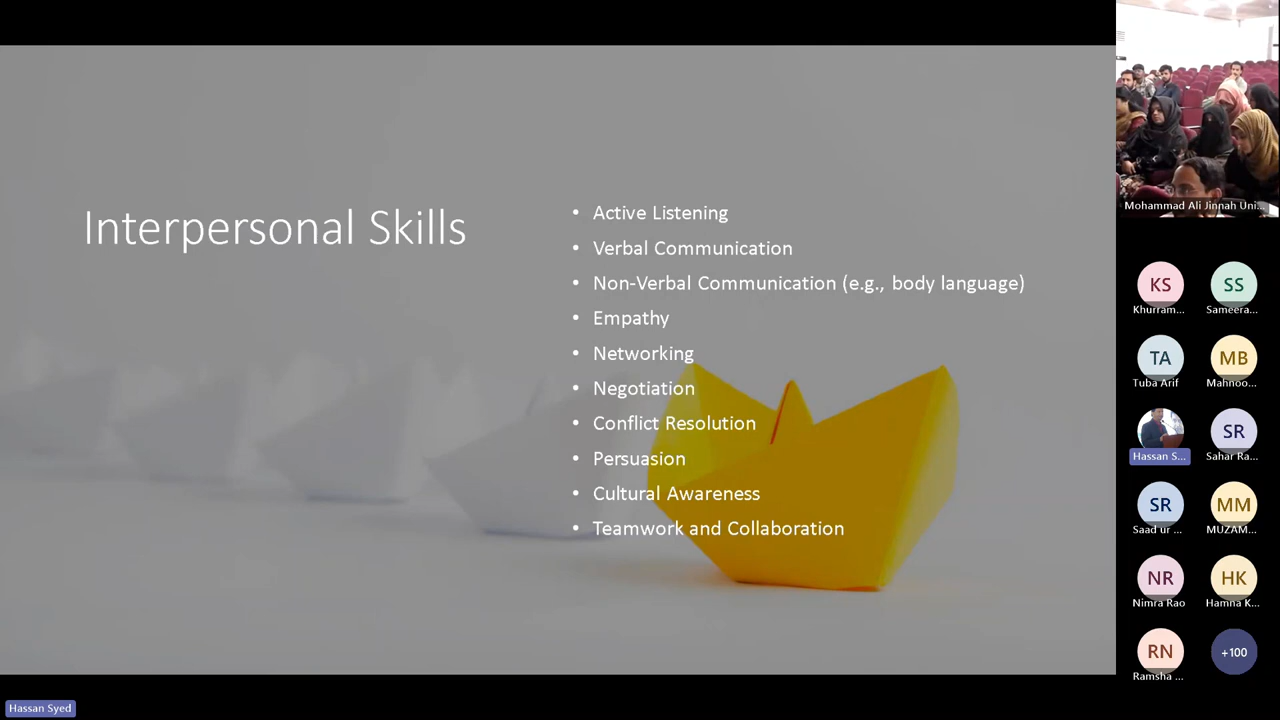 Interpersonal Skills
• Active Listening
• Verbal Communication
• Non-Verbal Communication (e.g., body language)
• Empathy
• Networking
• Negotiation
• Conflict Resolution
• Persuasion
• Cultural Awareness
• Teamwork and Collaboration
Mohammad Ali Jinnah Uni...
KS
Khurram...
SS
Sameera...
TA
Tuba Arif
MB
Mahnoo...
Hassan S...
SR
Sahar Ra...
SR
Saad ur ...
MM
MUZAM...
NR
Nimra Rao
HK
Hamna K...
RN
Ramsha ...
+100
Hassan Syed